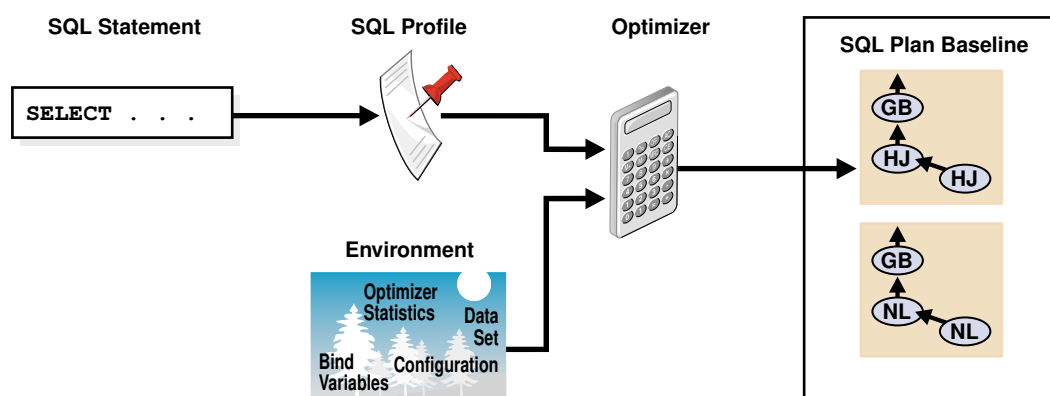 SQL Statement
SQL Profile
Optimizer
SQL Plan Baseline
SELECT . . .
GB
HJ
HJ
Environment
Optimizer
Statistics
Data
Set
Bind
Variables
Configuration
GB
NL
NL